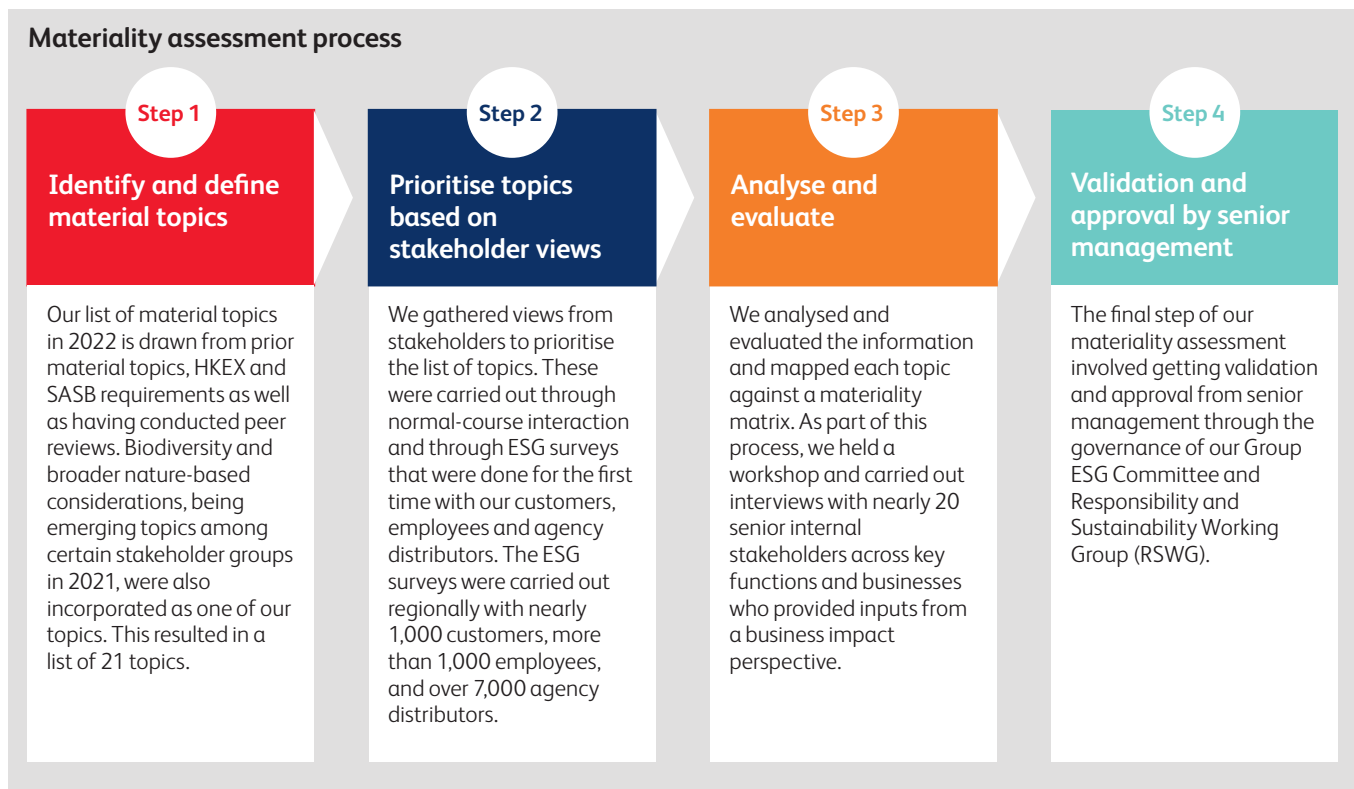 Materiality assessment process
Step 1
Identify and define
material topics
Our list of material topics
in 2022 is drawn from prior
material topics, HKEX and
SASB requirements as well
as having conducted peer
reviews. Biodiversity and
broader nature-based
considerations, being
emerging topics among
certain stakeholder groups
in 2021, were also
incorporated as one of our
topics. This resulted in a
list of 21 topics.
Step 2
Prioritise topics
based on
stakeholder views
We gathered views from
stakeholders to prioritise
the list of topics. These
were carried out through
normal-course interaction
and through ESG surveys
that were done for the first
time with our customers,
employees and agency
distributors. The ESG
surveys were carried out
regionally with nearly
1,000 customers, more
than 1,000 employees,
and over 7,000 agency
distributors.
Step 3
Analyse and
evaluate
We analysed and
evaluated the information
and mapped each topic
against a materiality
matrix. As part of this
process, we held a
workshop and carried out
interviews with nearly 20
senior internal
stakeholders across key
functions and businesses
who provided inputs from
a business impact
perspective.
Step 4
Validation and
approval by senior
management
The final step of our
materiality assessment
involved getting validation
and approval from senior
management through the
governance of our Group
ESG Committee and
Responsibility and
Sustainability Working
Group (RSWG).